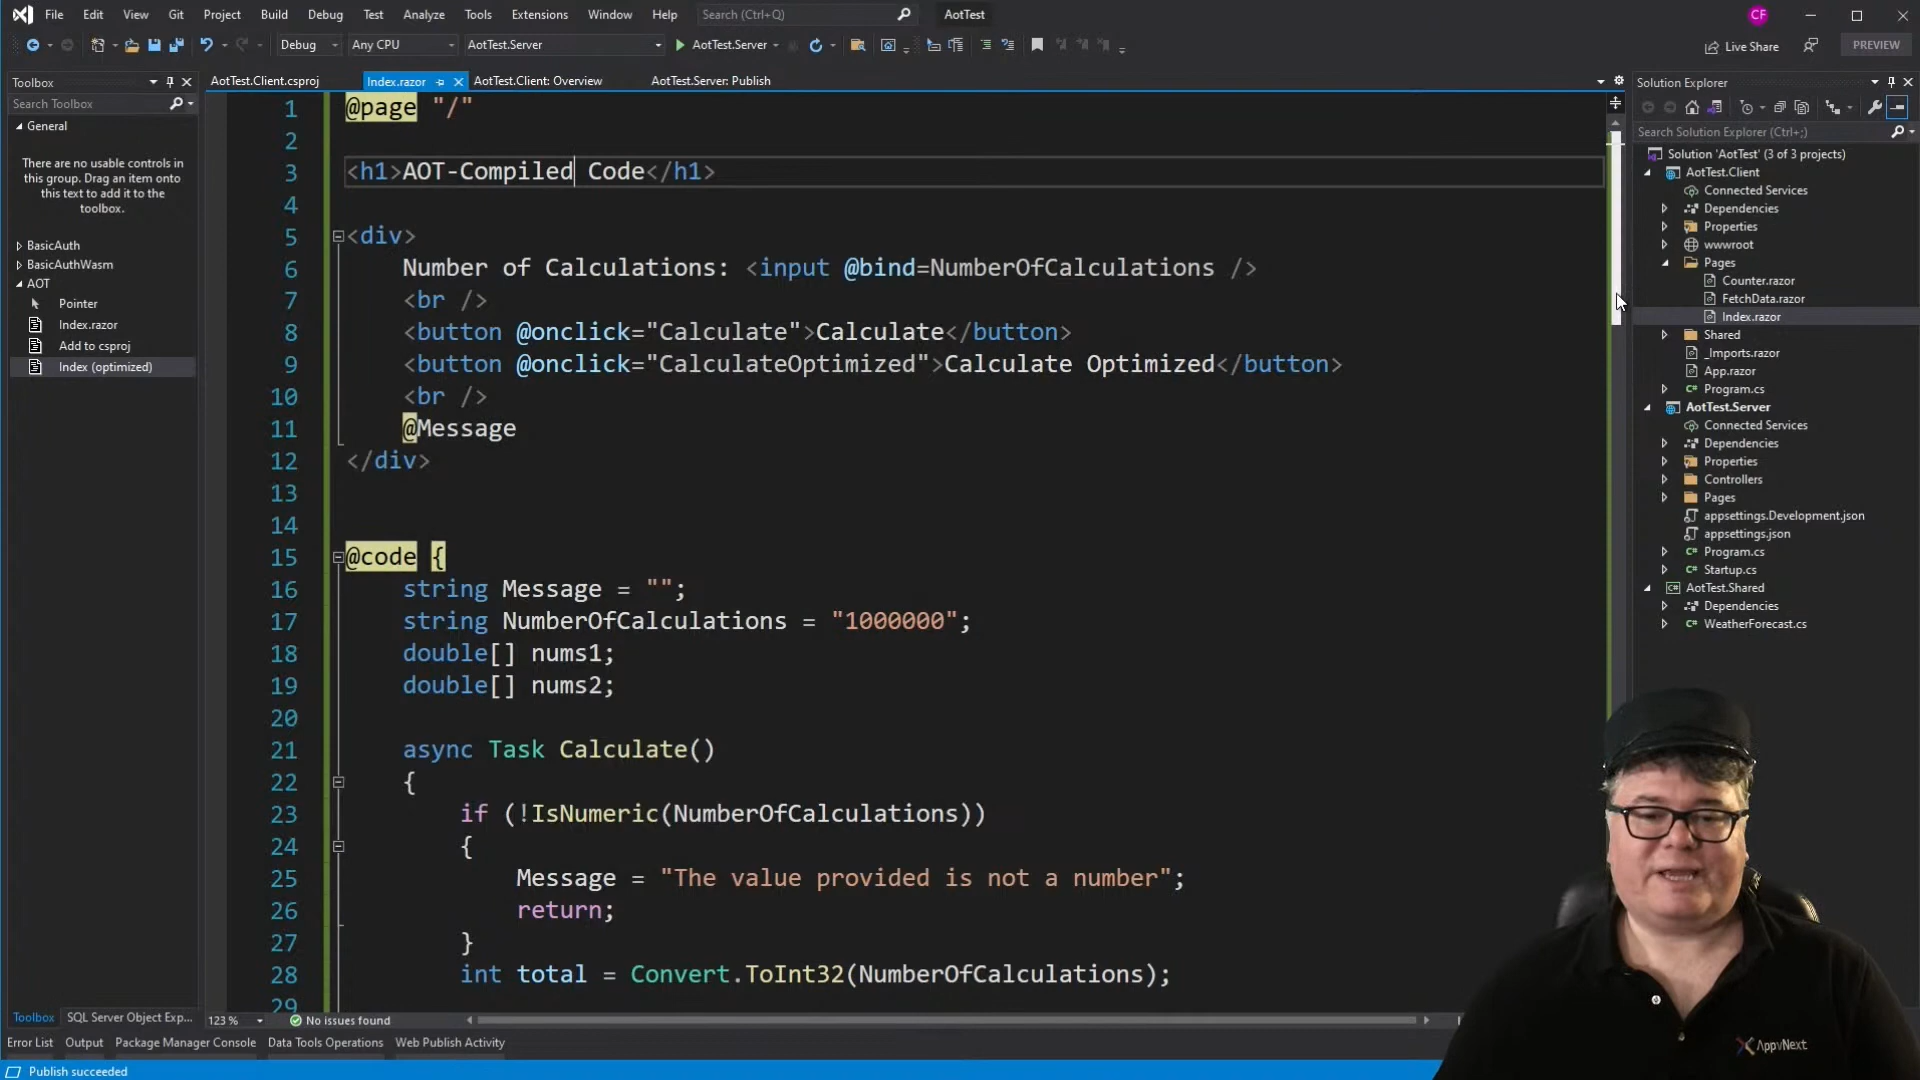 File Edit View Git Project Build Debug Test Analyze Tools Extensions Window Help Search (Ctrl+Q) AotTest CF
Debug Any CPU AotTest.Server AotTest.Server Live Share PREVIEW
Toolbox
Search Toolbox
General
There are no usable controls in
this group. Drag an item onto
this text to add it to the
toolbox.
BasicAuth
BasicAuthWasm
AOT
Pointer
Index.razor
Add to csproj
Index (optimized)
Toolbox SQL Server Object Exp...
AotTest.Client.csproj Index.razor AotTest.Client: Overview AotTest.Server: Publish
1 @page "/"
2
3 <h1>AOT-Compiled Code</h1>
4
5 <div>
6 Number of Calculations: <input @bind=NumberOfCalculations />
7 <br />
8 <button @onclick="Calculate">Calculate</button>
9 <button @onclick="CalculateOptimized">Calculate Optimized</button>
10 <br />
11 @Message
12 </div>
13
14
15 @code {
16 string Message = "";
17 string NumberOfCalculations = "1000000";
18 double[] nums1;
19 double[] nums2;
20
21 async Task Calculate()
22 {
23 if (!IsNumeric(NumberOfCalculations))
24 {
25 Message = "The value provided is not a number";
26 return;
27 }
28 int total = Convert.ToInt32(NumberOfCalculations);
29
123 % No issues found
Solution Explorer
Search Solution Explorer (Ctrl+;)
Solution 'AotTest' (3 of 3 projects)
AotTest.Client
Connected Services
Dependencies
Properties
wwwroot
Pages
Counter.razor
FetchData.razor
Index.razor
Shared
_Imports.razor
App.razor
C# Program.cs
AotTest.Server
Connected Services
Dependencies
Properties
Controllers
Pages
appsettings.Development.json
appsettings.json
C# Program.cs
C# Startup.cs
C# AotTest.Shared
Dependencies
C# WeatherForecast.cs
AppvNext
Error List Output Package Manager Console Data Tools Operations Web Publish Activity
Publish succeeded